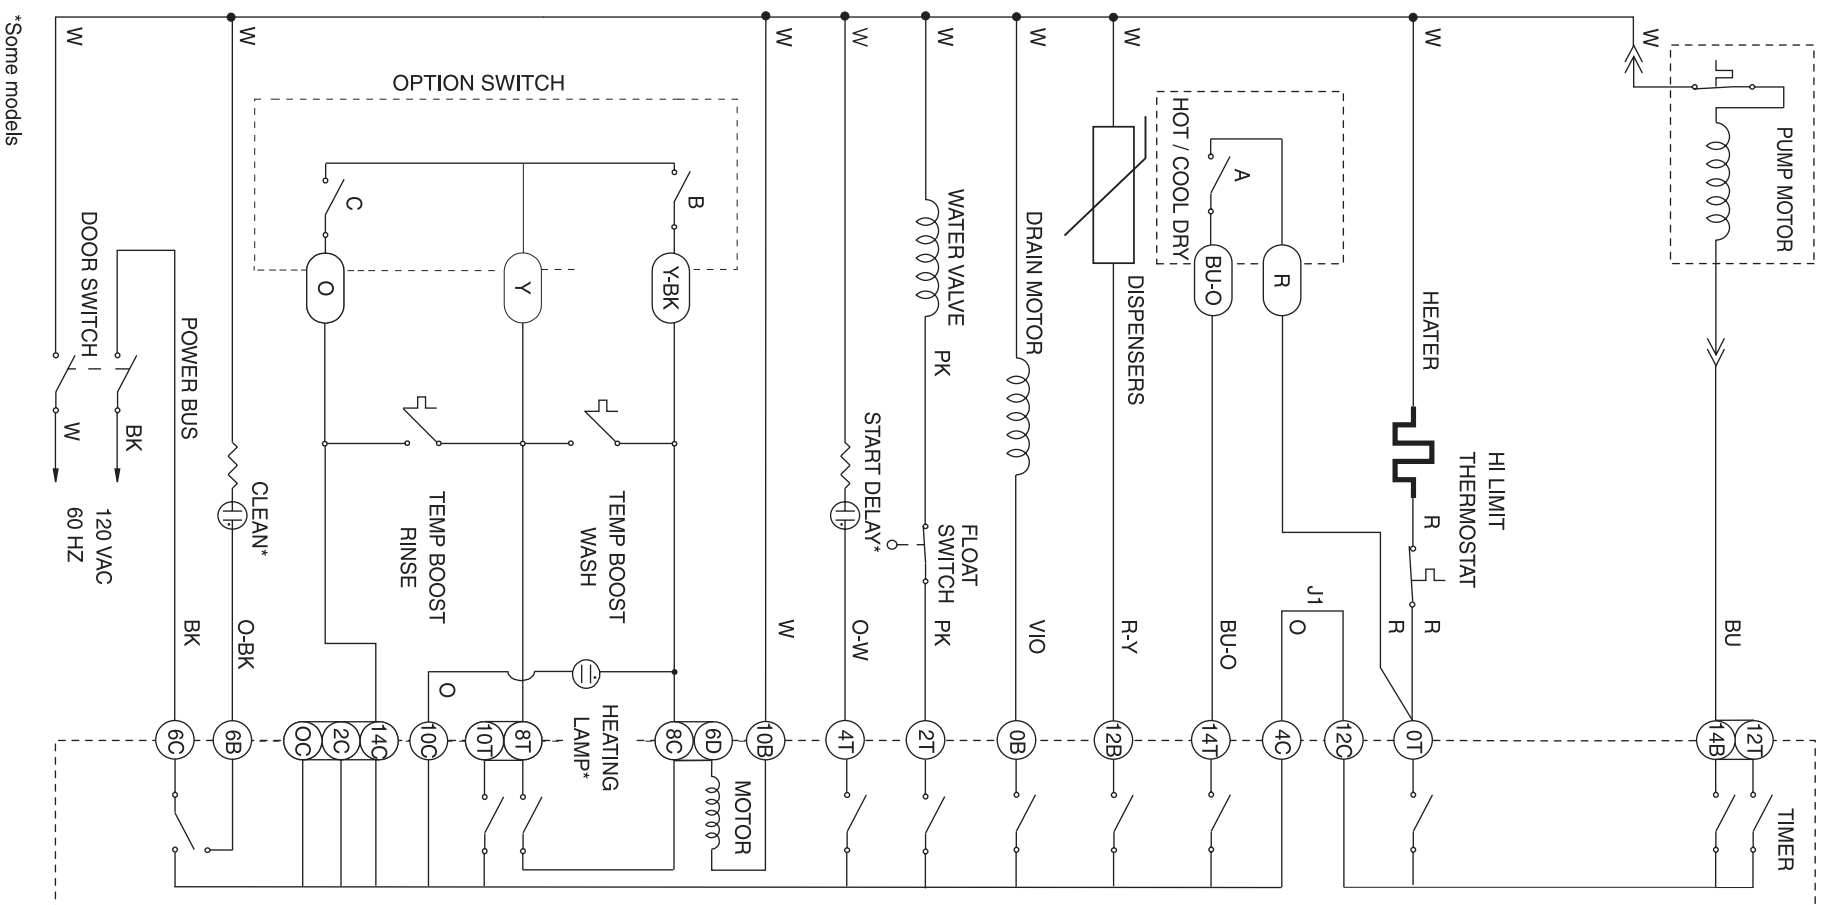 *Some models
W
W
W
W
W
W
W
W
W
OPTION SWITCH
HOT / COOL DRY
PUMP MOTOR
A
B
C
WATER VALVE
DRAIN MOTOR
DOOR SWITCH
O
Y
Y-BK
BU-O
R
DISPENSERS
HEATER
POWER BUS
PK
W
BK
CLEAN*
START DELAY*
HI LIMIT
THERMOSTAT
R
120 VAC
60 HZ
TEMP BOOST
RINSE
TEMP BOOST
WASH
FLOAT
SWITCH
J1
BK
O-BK
W
O-W
PK
VIO
R-Y
BU-O
O
R
R
BU
O
HEATING
LAMP*
6C
6B
OC
2C
14C
10C
10T
8T
8C
6D
10B
4T
2T
0B
12B
14T
4C
12C
0T
14B
12T
MOTOR
TIMER